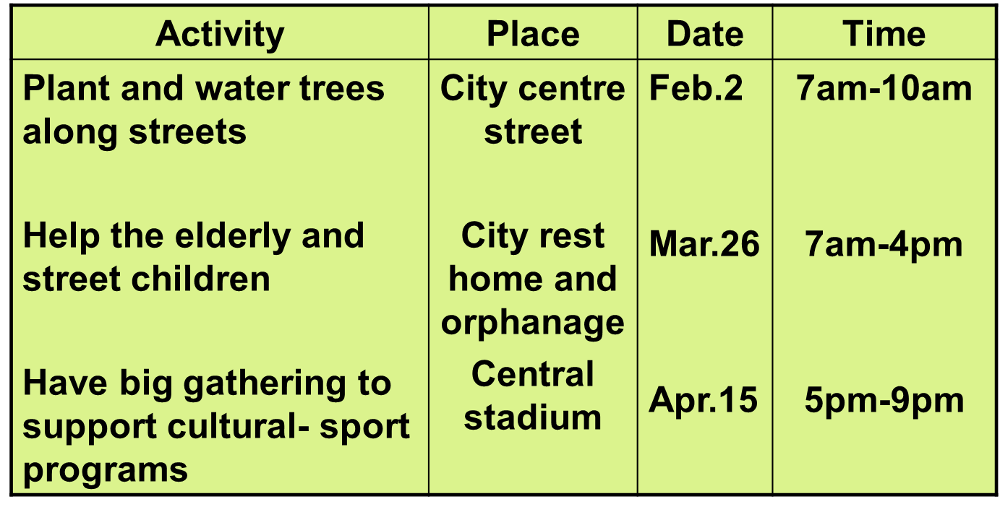 Activity Place Date Time
Plant and water trees
along streets
City centre
street
Feb.2
7am-10am
Help the elderly and
street children
City rest
home and
orphanage
Mar.26
7am-4pm
Have big gathering to
support cultural- sport
programs
Central
stadium
Apr.15
5pm-9pm